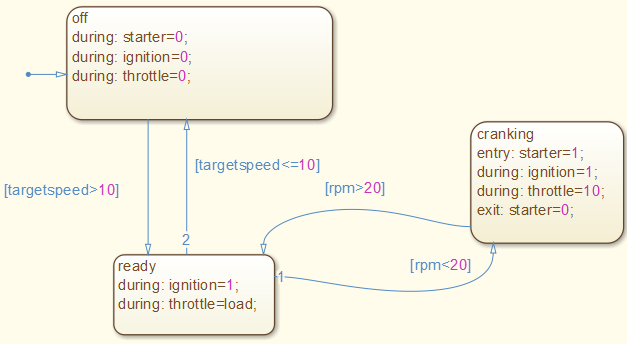 off
during: starter=0;
during: ignition=0;
during: throttle=0;
cranking
entry: starter=1;
during: ignition=1;
during: throttle=10;
exit: starter=0;
[targetspeed<=10]
[targetspeed>10]
[rpm>20]
2
ready
during: ignition=1;
during: throttle=load;
1
[rpm<20]